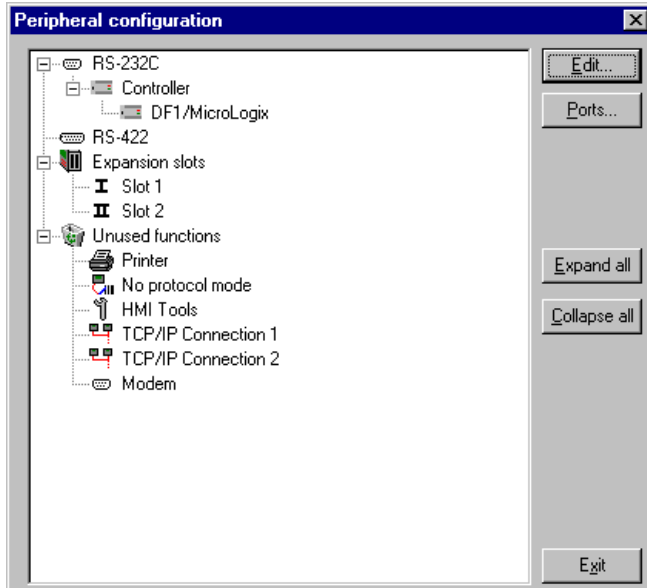 Peripheral configuration
RS-232C
Edit...
Controller
DF1/MicroLogix
Ports...
RS-422
Expansion slots
I Slot 1
II Slot 2
Unused functions
Printer
Expand all
No protocol mode
HMI Tools
Collapse all
TCP/IP Connection 1
TCP/IP Connection 2
Modem
Exit